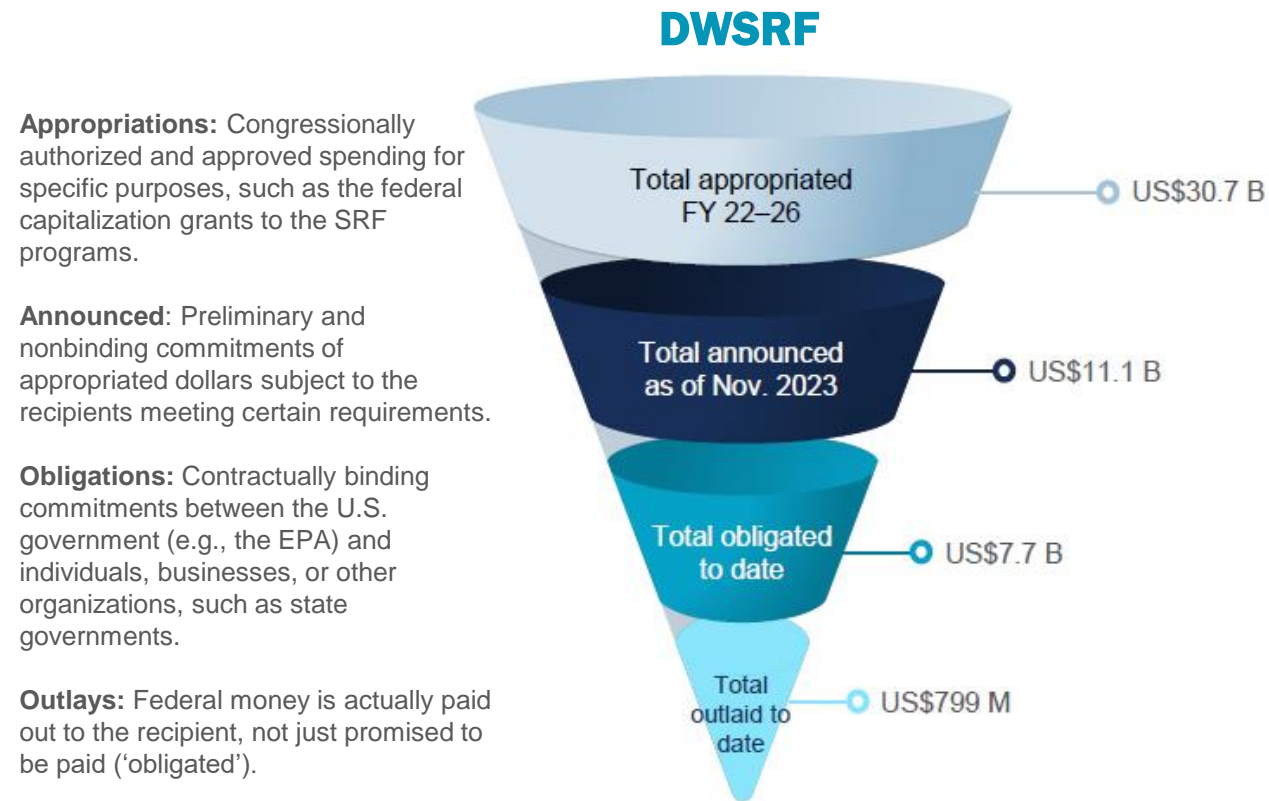 DWSRF
Appropriations: Congressionally
authorized and approved spending for
specific purposes, such as the federal
capitalization grants to the SRF
programs.
Announced: Preliminary and
nonbinding commitments of
appropriated dollars subject to the
recipients meeting certain requirements.
Obligations: Contractually binding
commitments between the U.S.
government (e.g., the EPA) and
individuals, businesses, or other
organizations, such as state
governments.
Outlays: Federal money is actually paid
out to the recipient, not just promised to
be paid (‘obligated’).
Total appropriated
FY 22–26
US$30.7 B
Total announced
as of Nov. 2023
US$11.1 B
Total obligated
to date
US$7.7 B
Total
outlaid to
date
US$799 M